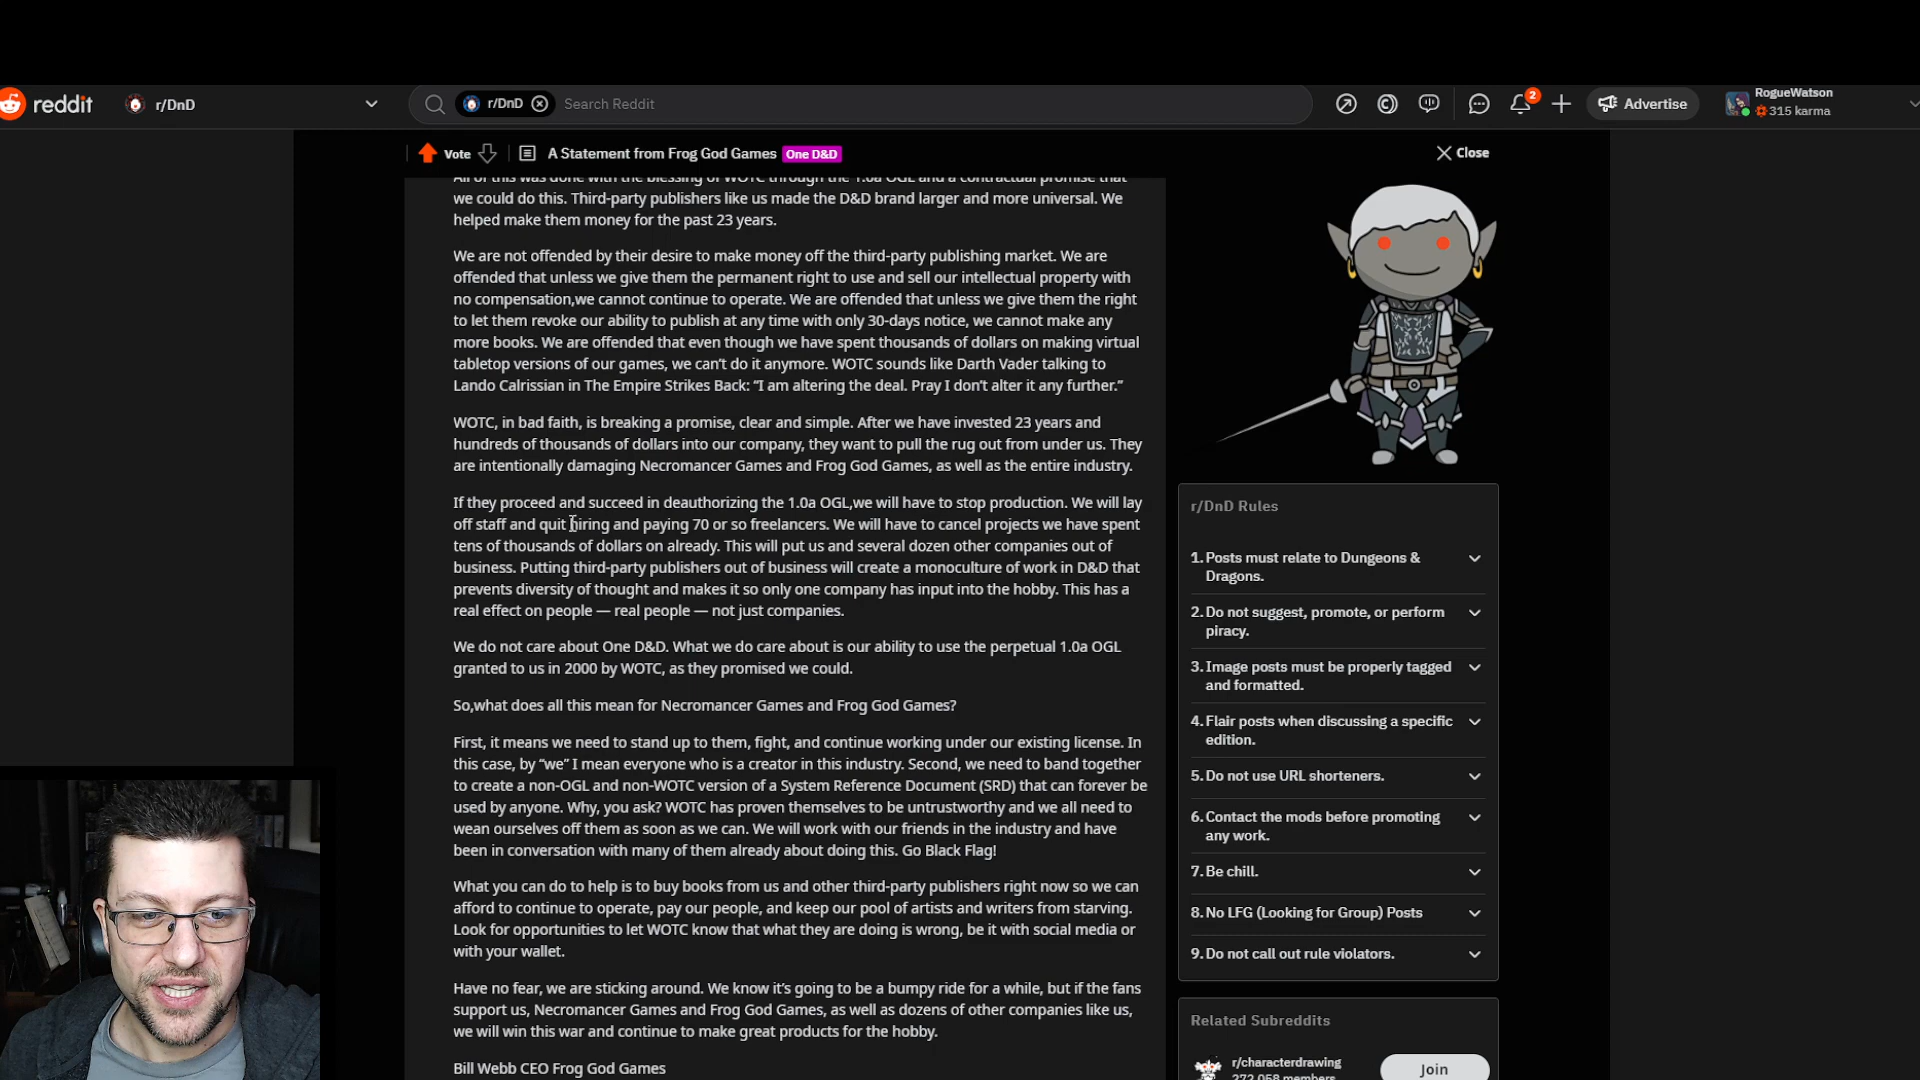 reddit
r/DnD
r/DnD
Search Reddit
2
Advertise
RogueWatson
315 karma
Vote
A Statement from Frog God Games
One D&D
Close
All of this was done with the blessing of WOTC through the 1.0a OGL and a contractual promise that
we could do this. Third-party publishers like us made the D&D brand larger and more universal. We
helped make them money for the past 23 years.
We are not offended by their desire to make money off the third-party publishing market. We are
offended that unless we give them the permanent right to use and sell our intellectual property with
no compensation,we cannot continue to operate. We are offended that unless we give them the right
to let them revoke our ability to publish at any time with only 30-days notice, we cannot make any
more books. We are offended that even though we have spent thousands of dollars on making virtual
tabletop versions of our games, we can't do it anymore. WOTC sounds like Darth Vader talking to
Lando Calrissian in The Empire Strikes Back: “I am altering the deal. Pray I don't alter it any further.”
WOTC, in bad faith, is breaking a promise, clear and simple. After we have invested 23 years and
hundreds of thousands of dollars into our company, they want to pull the rug out from under us. They
are intentionally damaging Necromancer Games and Frog God Games, as well as the entire industry.
If they proceed and succeed in deauthorizing the 1.0a OGL,we will have to stop production. We will lay
off staff and quit hiring and paying 70 or so freelancers. We will have to cancel projects we have spent
tens of thousands of dollars on already. This will put us and several dozen other companies out of
business. Putting third-party publishers out of business will create a monoculture of work in D&D that
prevents diversity of thought and makes it so only one company has input into the hobby. This has a
real effect on people — real people — not just companies.
We do not care about One D&D. What we do care about is our ability to use the perpetual 1.0a OGL
granted to us in 2000 by WOTC, as they promised we could.
So,what does all this mean for Necromancer Games and Frog God Games?
First, it means we need to stand up to them, fight, and continue working under our existing license. In
this case, by “we” I mean everyone who is a creator in this industry. Second, we need to band together
to create a non-OGL and non-WOTC version of a System Reference Document (SRD) that can forever be
used by anyone. Why, you ask? WOTC has proven themselves to be untrustworthy and we all need to
wean ourselves off them as soon as we can. We will work with our friends in the industry and have
been in conversation with many of them already about doing this. Go Black Flag!
What you can do to help is to buy books from us and other third-party publishers right now so we can
afford to continue to operate, pay our people, and keep our pool of artists and writers from starving.
Look for opportunities to let WOTC know that what they are doing is wrong, be it with social media or
with your wallet.
Have no fear, we are sticking around. We know it's going to be a bumpy ride for a while, but if the fans
support us, Necromancer Games and Frog God Games, as well as dozens of other companies like us,
we will win this war and continue to make great products for the hobby.
Bill Webb CEO Frog God Games
r/DnD Rules
1. Posts must relate to Dungeons &
Dragons.
2. Do not suggest, promote, or perform
piracy.
3. Image posts must be properly tagged
and formatted.
4. Flair posts when discussing a specific
edition.
5. Do not use URL shorteners.
6. Contact the mods before promoting
any work.
7. Be chill.
8. No LFG (Looking for Group) Posts
9. Do not call out rule violators.
Related Subreddits
r/characterdrawing
272,058 members
Join